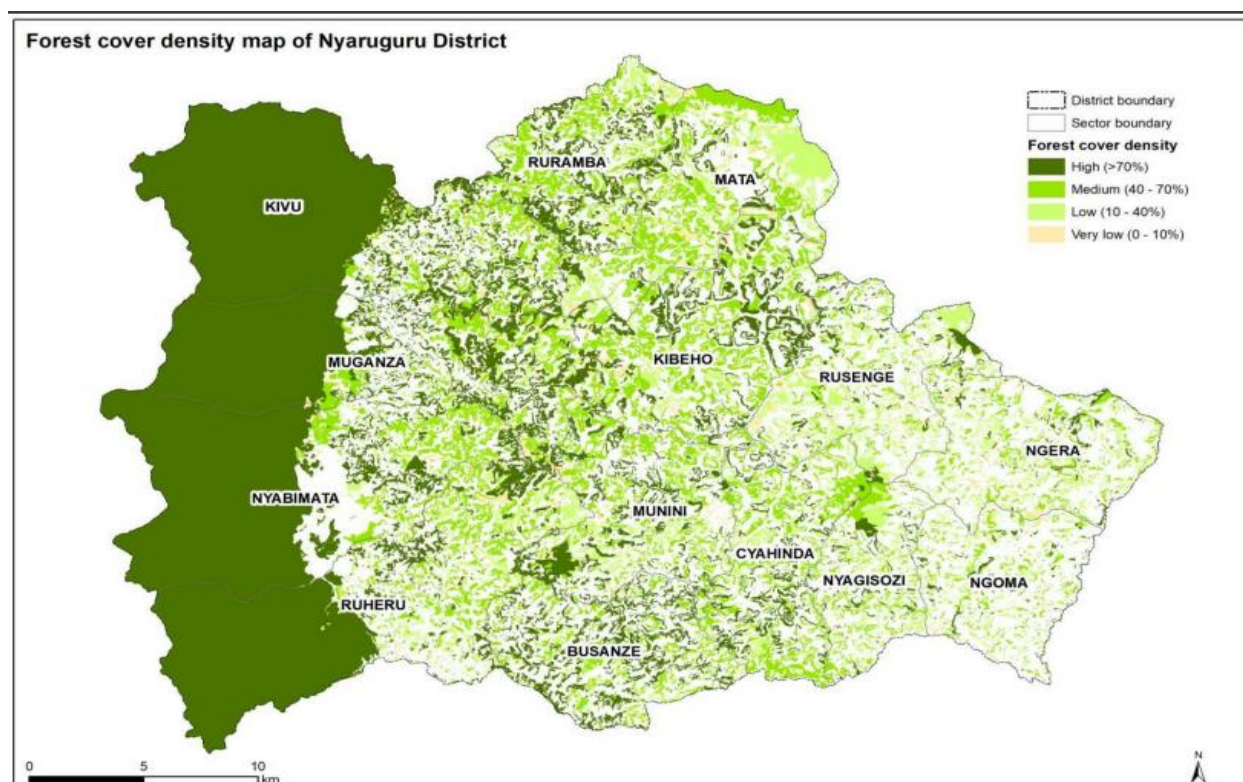 Forest cover density map of Nyaruguru District
District boundary
Sector boundary
Forest cover density
High (>70%)
Medium (40 - 70%)
Low (10 - 40%)
Very low (0 - 10%)
RURAMBA
MATA
KIVU
MUGANZA
KIBEHO
RUSENGE
NGERA
NYABIMATA
MUNINI
CYAHINDA
NYAGISOZI
NGOMA
RUHERU
BUSANZE
0 5 10
km
N